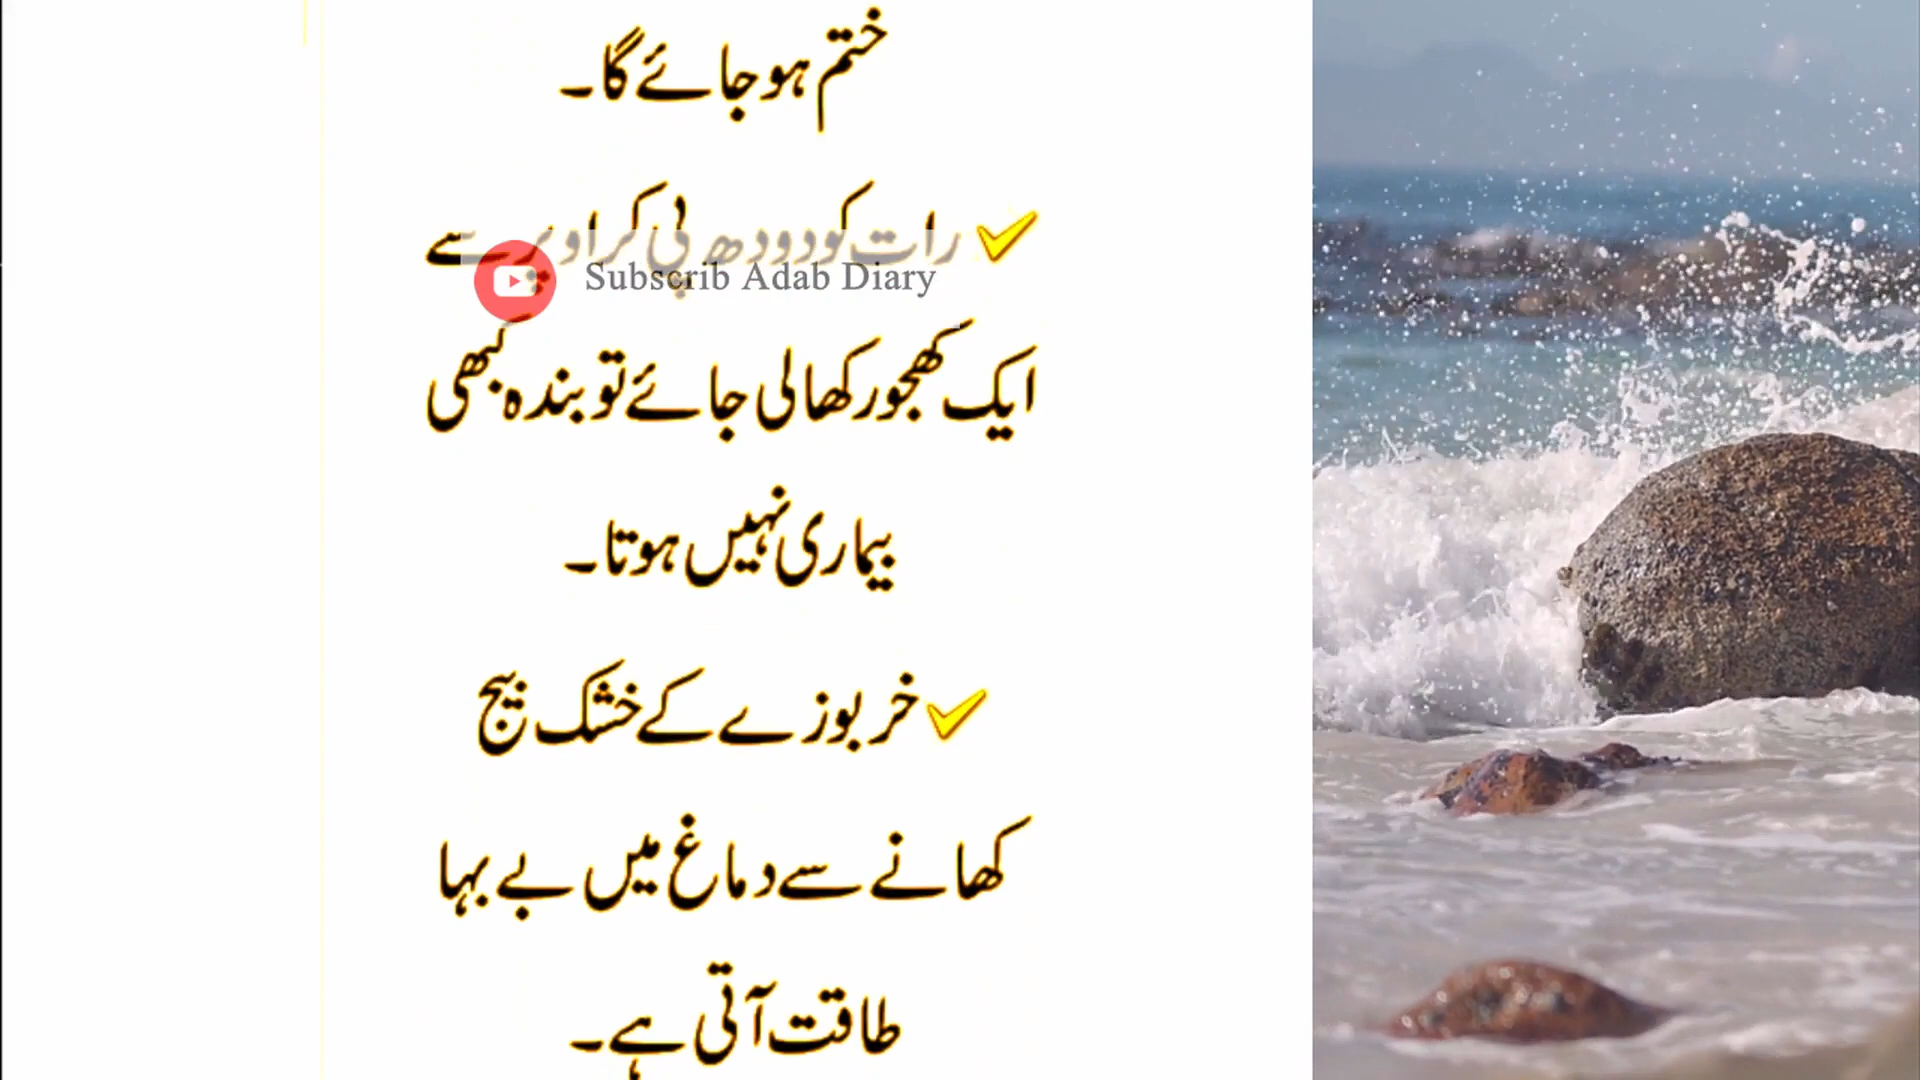 ختم ہو جائے گا۔
رات کو دودھ پی کر اوپر سے
Subscrib Adab Diary
ایک کھجور کھا لی جائے تو بندہ کبھی
بیماری نہیں ہوتا۔
خربوزے کے خشک بیج
کھانے سے دماغ میں بے بہا
طاقت آتی ہے۔